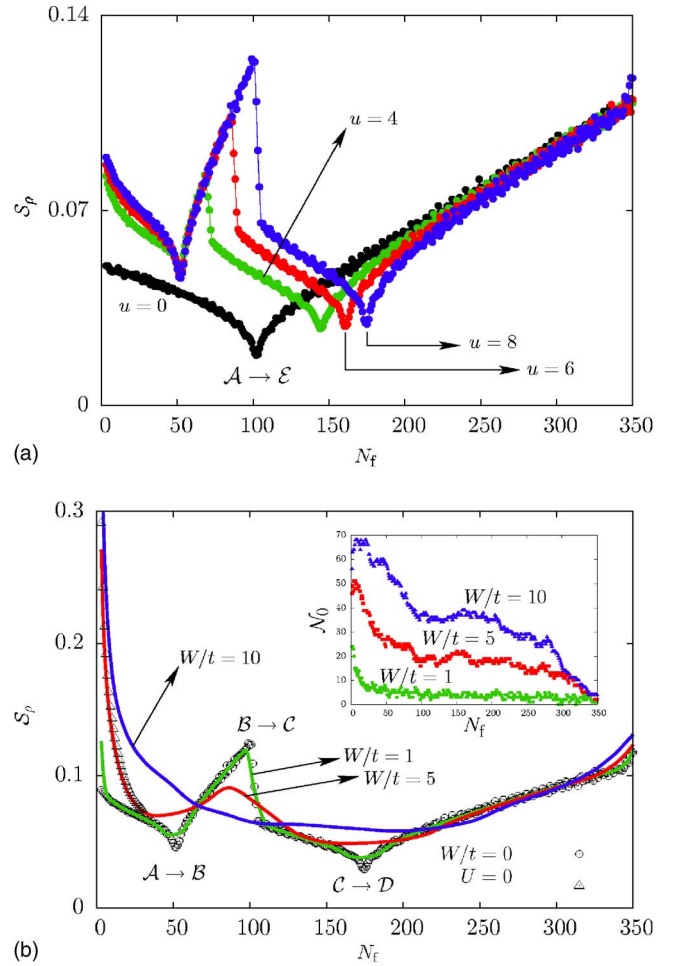 0.14
0.07
0
𝒮ρ
u = 4
u = 0
𝒜 → ℰ
u = 8
u = 6
0 50 100 150 200 250 300 350
(a)
N_f
0.3
0.2
0.1
0
𝒮ρ
W/t = 10
ℬ → 𝒞
W/t = 1
W/t = 5
𝒜 → ℬ
𝒞 → 𝒟
W/t = 0
U = 0
70
60
50
40
30
20
10
0
𝒩₀
W/t = 10
W/t = 5
W/t = 1
0 50 100 150 200 250 300 350
N_f
0 50 100 150 200 250 300 350
(b)
N_f